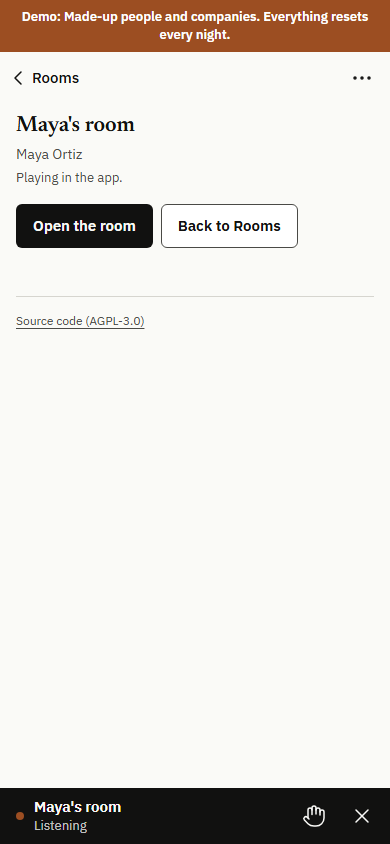 Demo: Made-up people and companies. Everything resets
every night.
Rooms
Maya's room
Maya Ortiz
Playing in the app.
Open the room
Back to Rooms
Source code (AGPL-3.0)
Maya's room
Listening